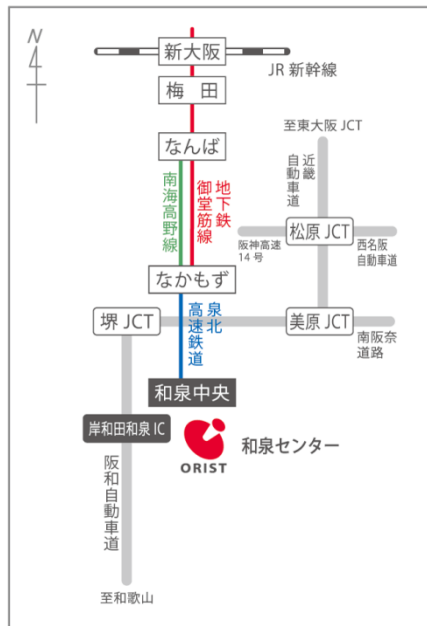 N
新大阪
JR 新幹線
梅 田
至東大阪 JCT
なんば
近畿
自動車道
南海高野線
地下鉄
御堂筋線
阪神高速
14 号
松原 JCT
西名阪
自動車道
なかもず
堺 JCT
泉北
高速鉄道
美原 JCT
南阪奈
道路
和泉中央
岸和田和泉 IC
ORIST
和泉センター
阪和自動車道
至和歌山